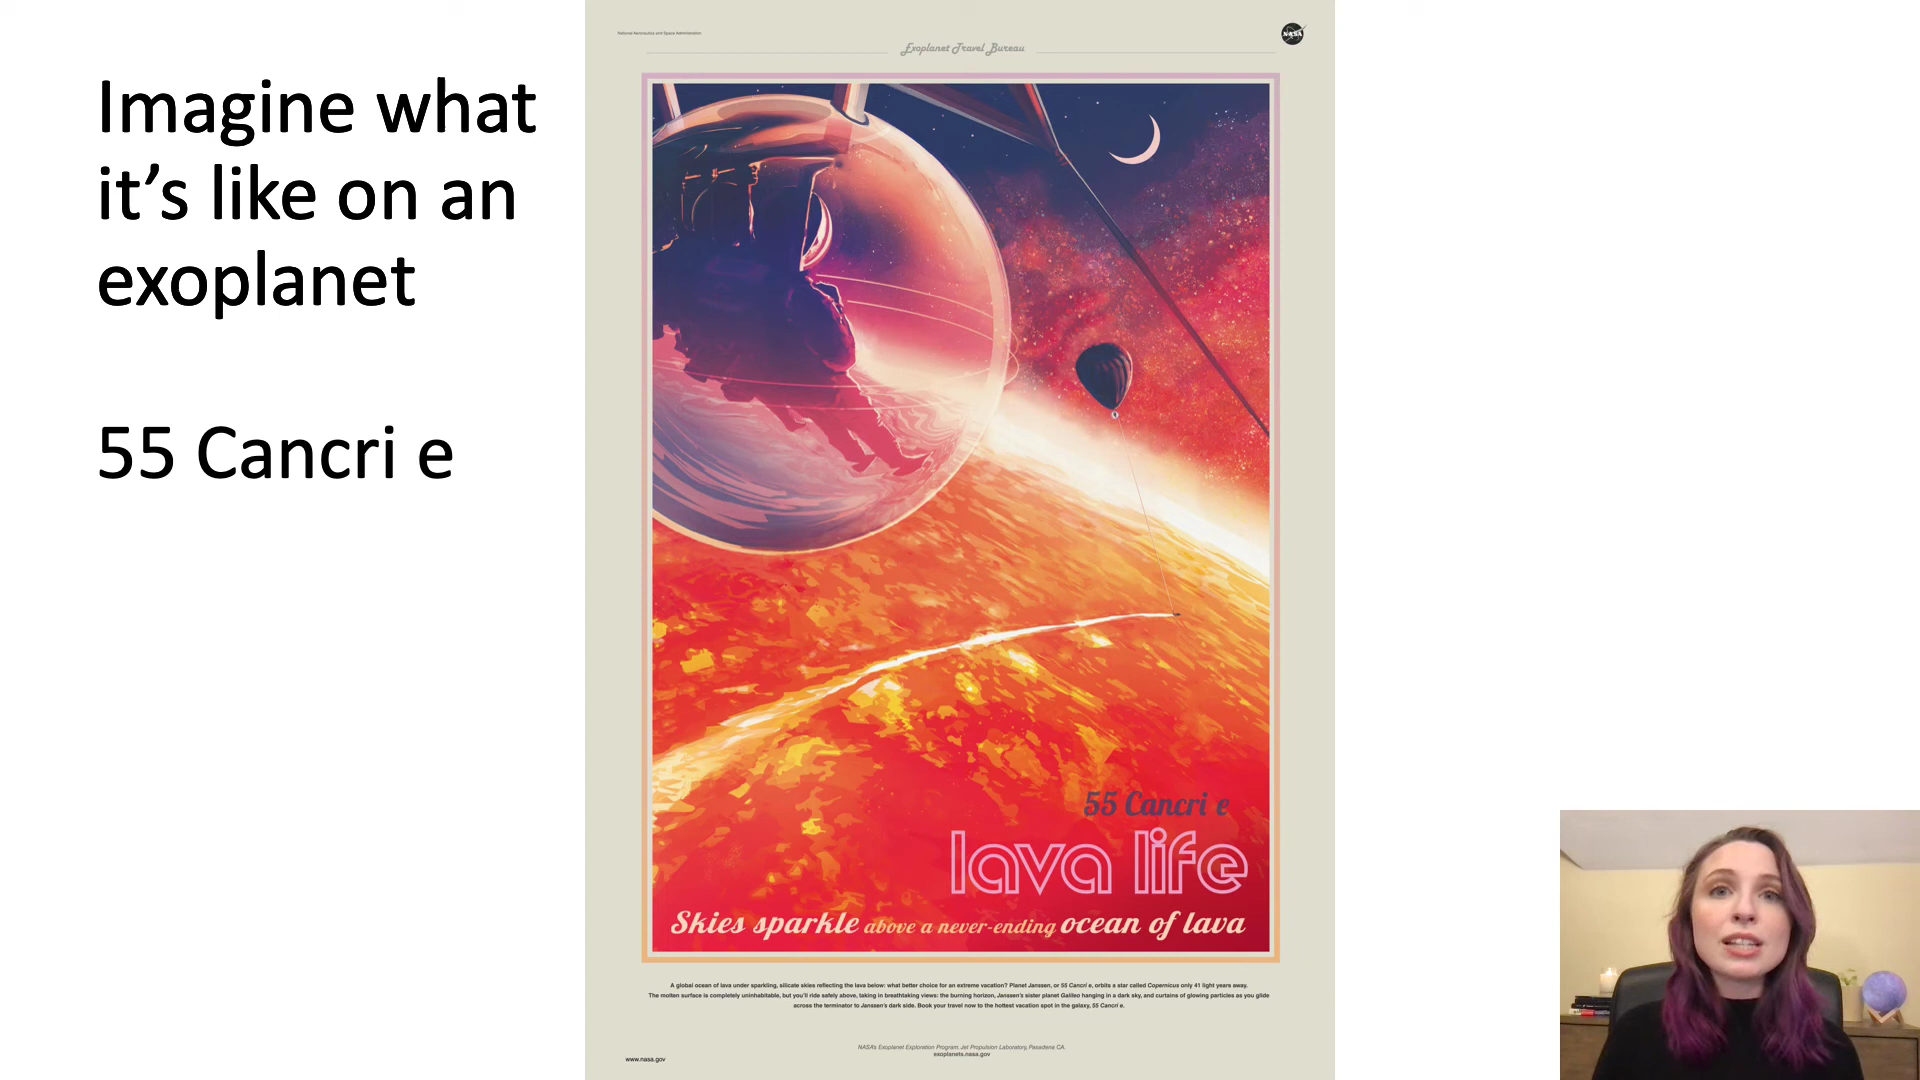 Imagine what
it’s like on an
exoplanet
55 Cancri e
National Aeronautics and Space Administration
Exoplanet Travel Bureau
NASA
55 Cancri e
lava life
Skies sparkle above a never-ending ocean of lava
A global ocean of lava under sparkling, silicate skies reflecting the lava below: what better choice for an extreme vacation? Planet Janssen, or 55 Cancri e, orbits a star called Copernicus only 41 light years away.
The molten surface is completely uninhabitable, but you'll ride safely above, taking in breathtaking views: the burning horizon, Janssen's sister planet Galileo hanging in a dark sky, and curtains of glowing particles as you glide
across the terminator to Janssen's dark side. Book your travel now to the hottest vacation spot in the galaxy, 55 Cancri e.
NASA's Exoplanet Exploration Program. Jet Propulsion Laboratory, Pasadena CA.
exoplanets.nasa.gov
www.nasa.gov